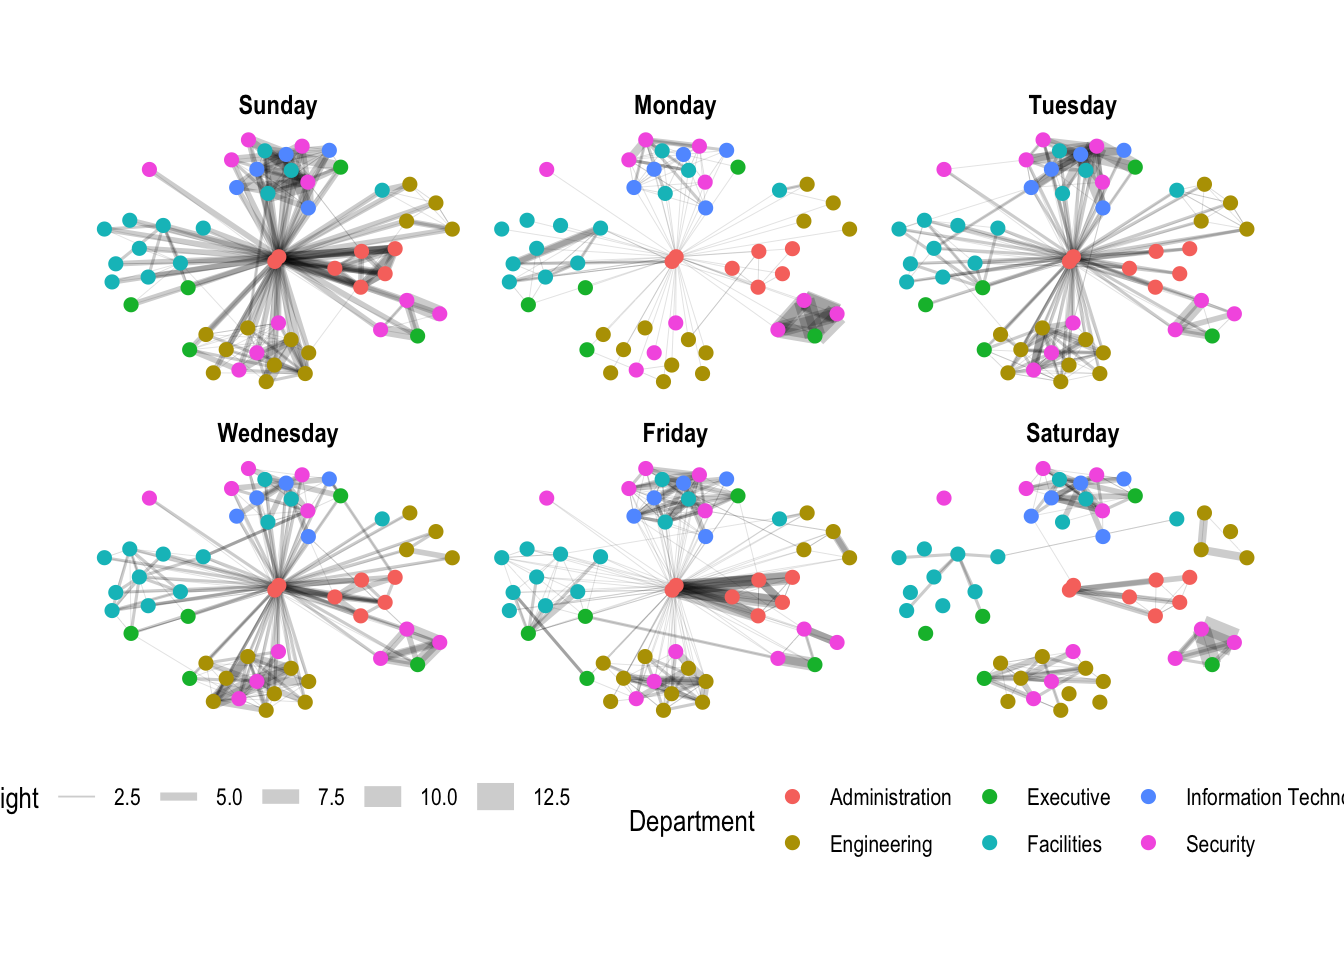 Sunday Monday Tuesday
Wednesday Friday Saturday
ight 2.5 5.0 7.5 10.0 12.5
Department
Administration Executive Information Techno
Engineering Facilities Security